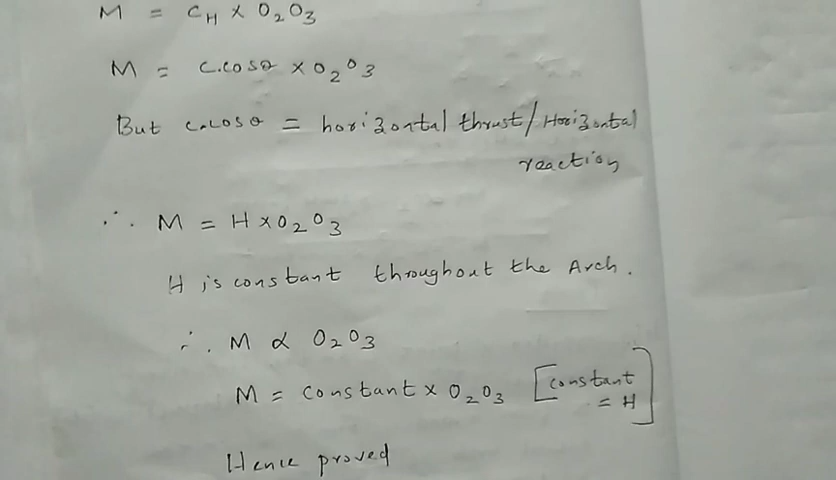 M = C_H × O₂O₃
M = C.cosθ × O₂O₃
But C.cosθ = horizontal thrust/Horizontal
reaction
∴ M = H × O₂O₃
H is constant throughout the Arch.
∴ M ∝ O₂O₃
M = constant × O₂O₃ [constant
= H]
Hence proved